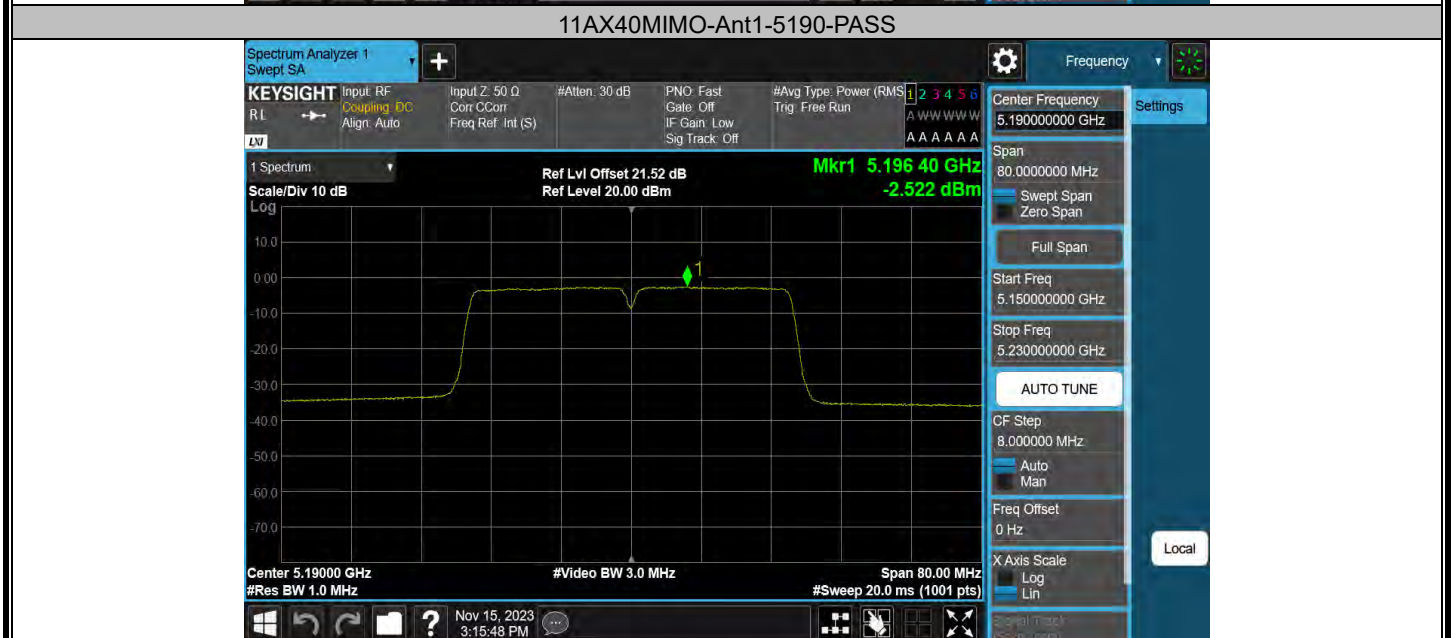 11AX40MIMO-Ant1-5190-PASS
Spectrum Analyzer 1
Swept SA
Frequency
KEYSIGHT
Input: RF
Input Z: 50 Ω
#Atten: 30 dB
PNO: Fast
#Avg Type: Power (RMS
1 2 3 4 5 6
RL
Coupling: DC
Corr CCorr
Gate: Off
Trig: Free Run
A W W W W W
Align: Auto
Freq Ref: Int (S)
IF Gain: Low
Sig Track: Off
A A A A A A
LXI
Center Frequency
5.190000000 GHz
Settings
1 Spectrum
Ref Lvl Offset 21.52 dB
Mkr1 5.196 40 GHz
Scale/Div 10 dB
Ref Level 20.00 dBm
-2.522 dBm
Span
80.0000000 MHz
Swept Span
Zero Span
Full Span
Start Freq
5.150000000 GHz
Stop Freq
5.230000000 GHz
AUTO TUNE
CF Step
8.000000 MHz
Auto
Man
Freq Offset
0 Hz
X Axis Scale
Log
Lin
Local
Log
10.0
0.00
-10.0
-20.0
-30.0
-40.0
-50.0
-60.0
-70.0
1
Center 5.19000 GHz
#Video BW 3.0 MHz
Span 80.00 MHz
#Res BW 1.0 MHz
#Sweep 20.0 ms (1001 pts)
Nov 15, 2023
3:15:48 PM
Signal Track